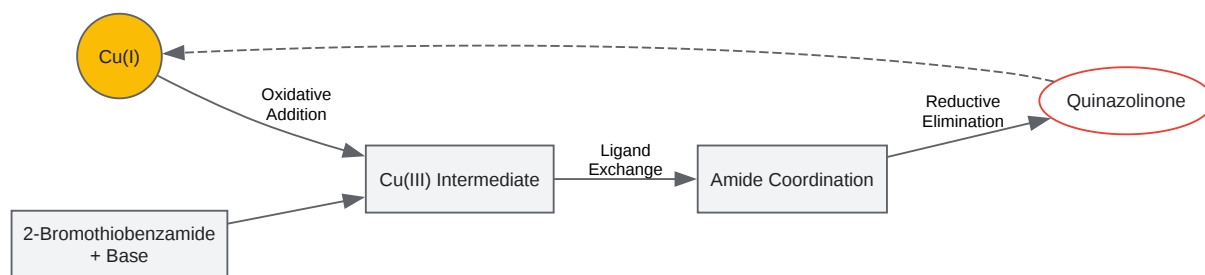 Cu(I)
Oxidative
Addition
2-Bromothiobenzamide
+ Base
Cu(III) Intermediate
Ligand
Exchange
Amide Coordination
Reductive
Elimination
Quinazolinone